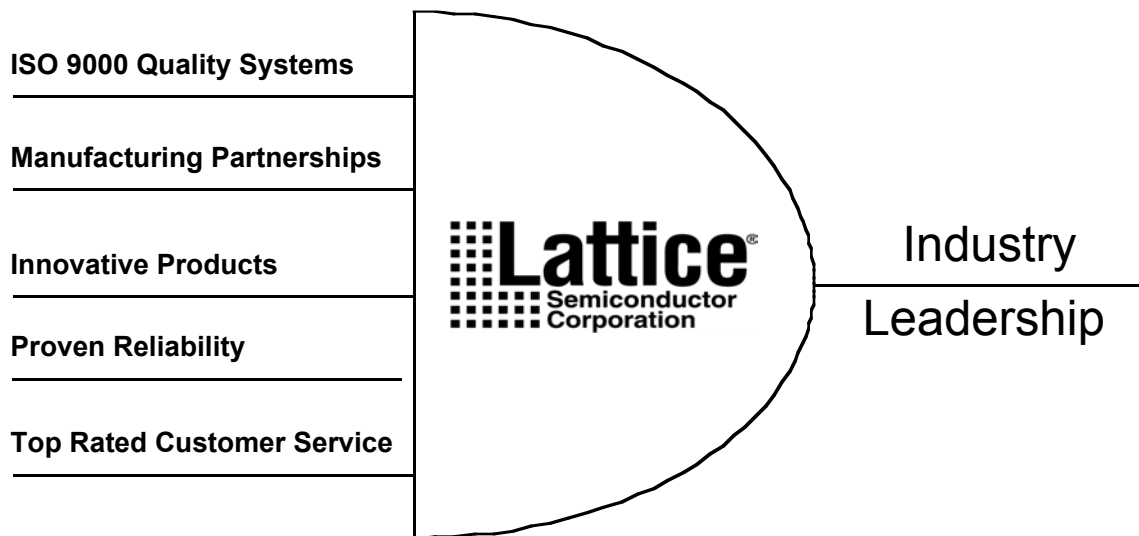 ISO 9000 Quality Systems
Manufacturing Partnerships
Innovative Products
Proven Reliability
Top Rated Customer Service
Lattice®
Semiconductor
Corporation
Industry
Leadership